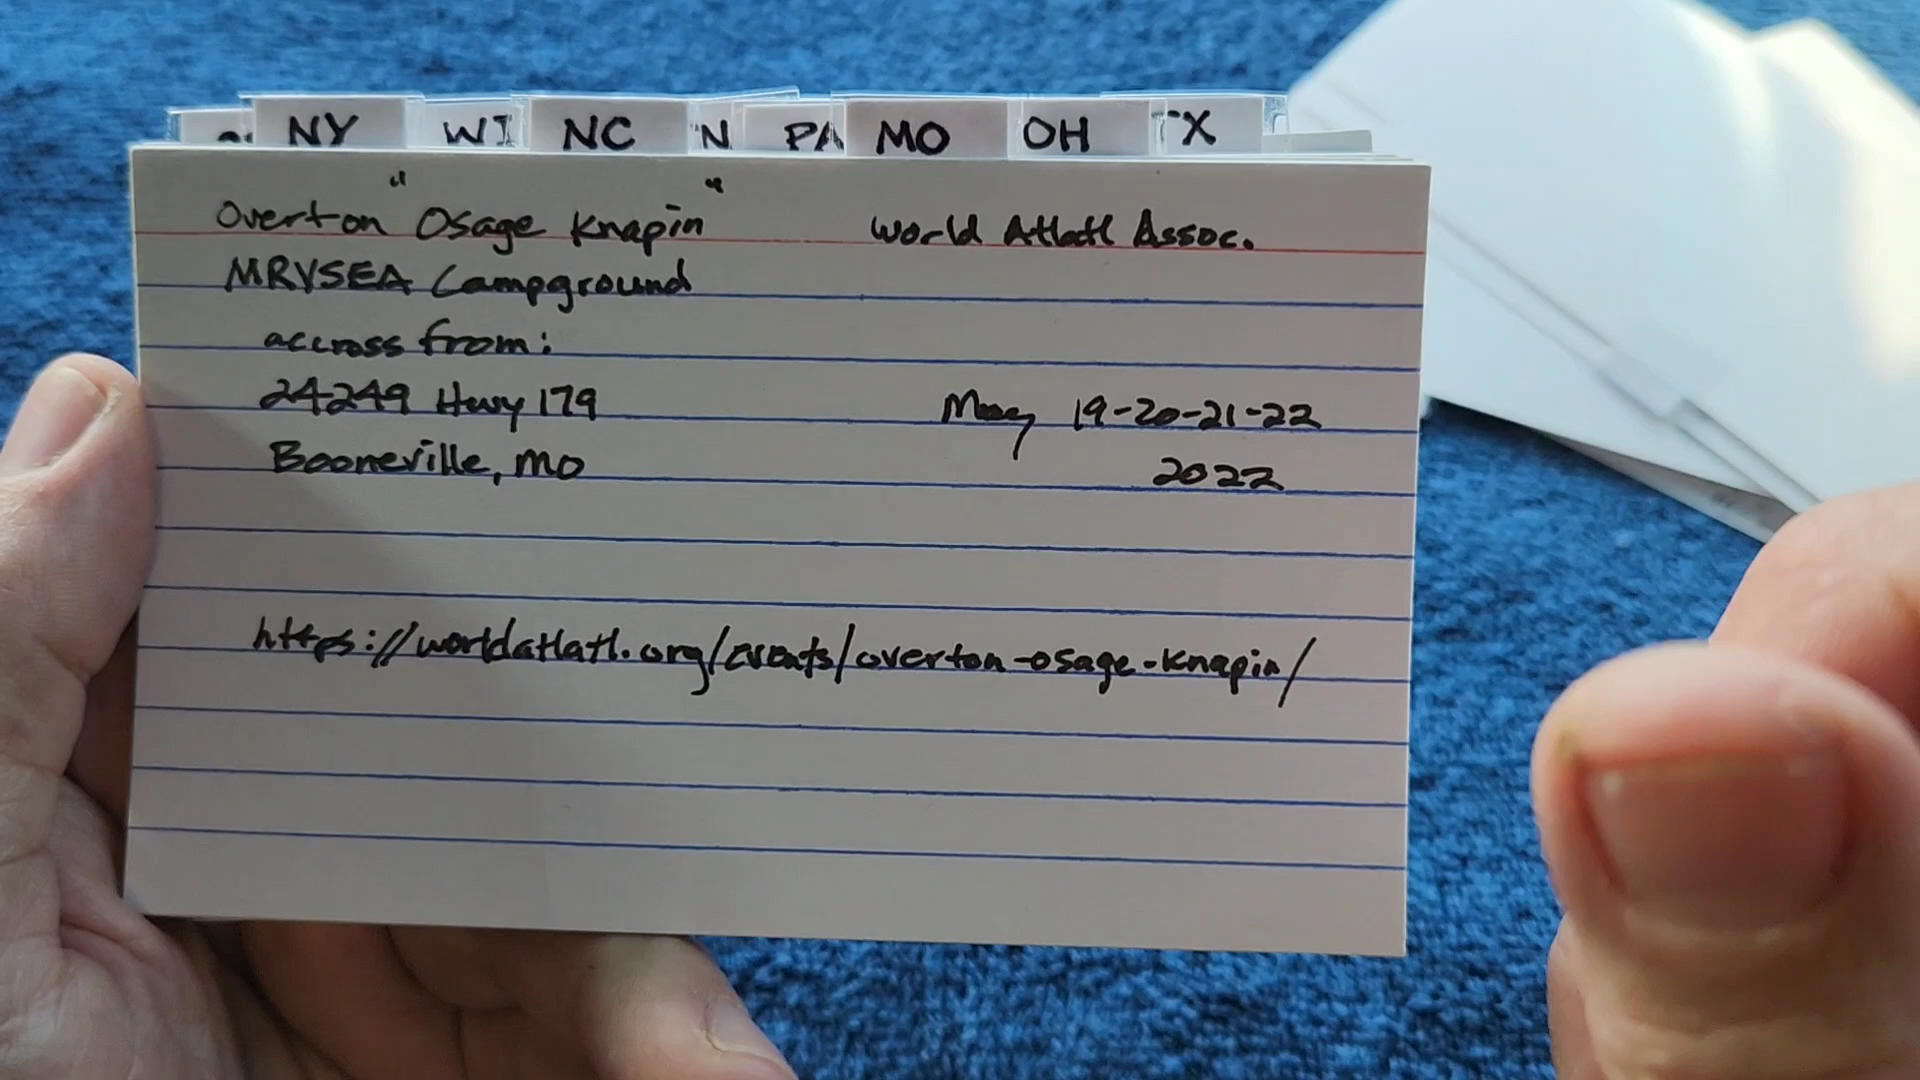 NY WI NC N PA MO OH TX
Overton "Osage Knapin" World Atlatl Assoc.
MRVSEA Campground
accross from:
24249 Hwy 179 May 19-20-21-22
Booneville, MO 2022
https://worldatlatl.org/events/overton-osage-knapin/